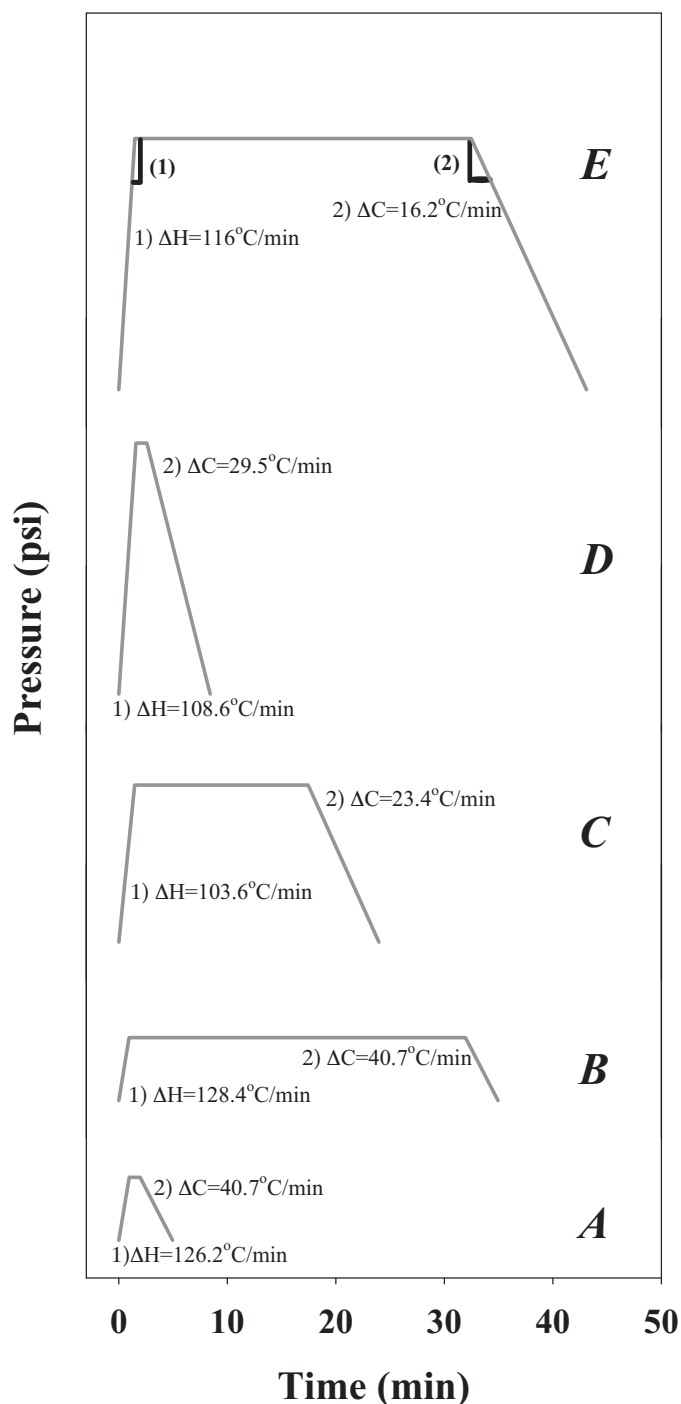 E
(1)
(2)
2) ΔC=16.2°C/min
1) ΔH=116°C/min
2) ΔC=29.5°C/min
D
1) ΔH=108.6°C/min
2) ΔC=23.4°C/min
C
1) ΔH=103.6°C/min
2) ΔC=40.7°C/min
B
1) ΔH=128.4°C/min
2) ΔC=40.7°C/min
A
1)ΔH=126.2°C/min
Pressure (psi)
0 10 20 30 40 50
Time (min)